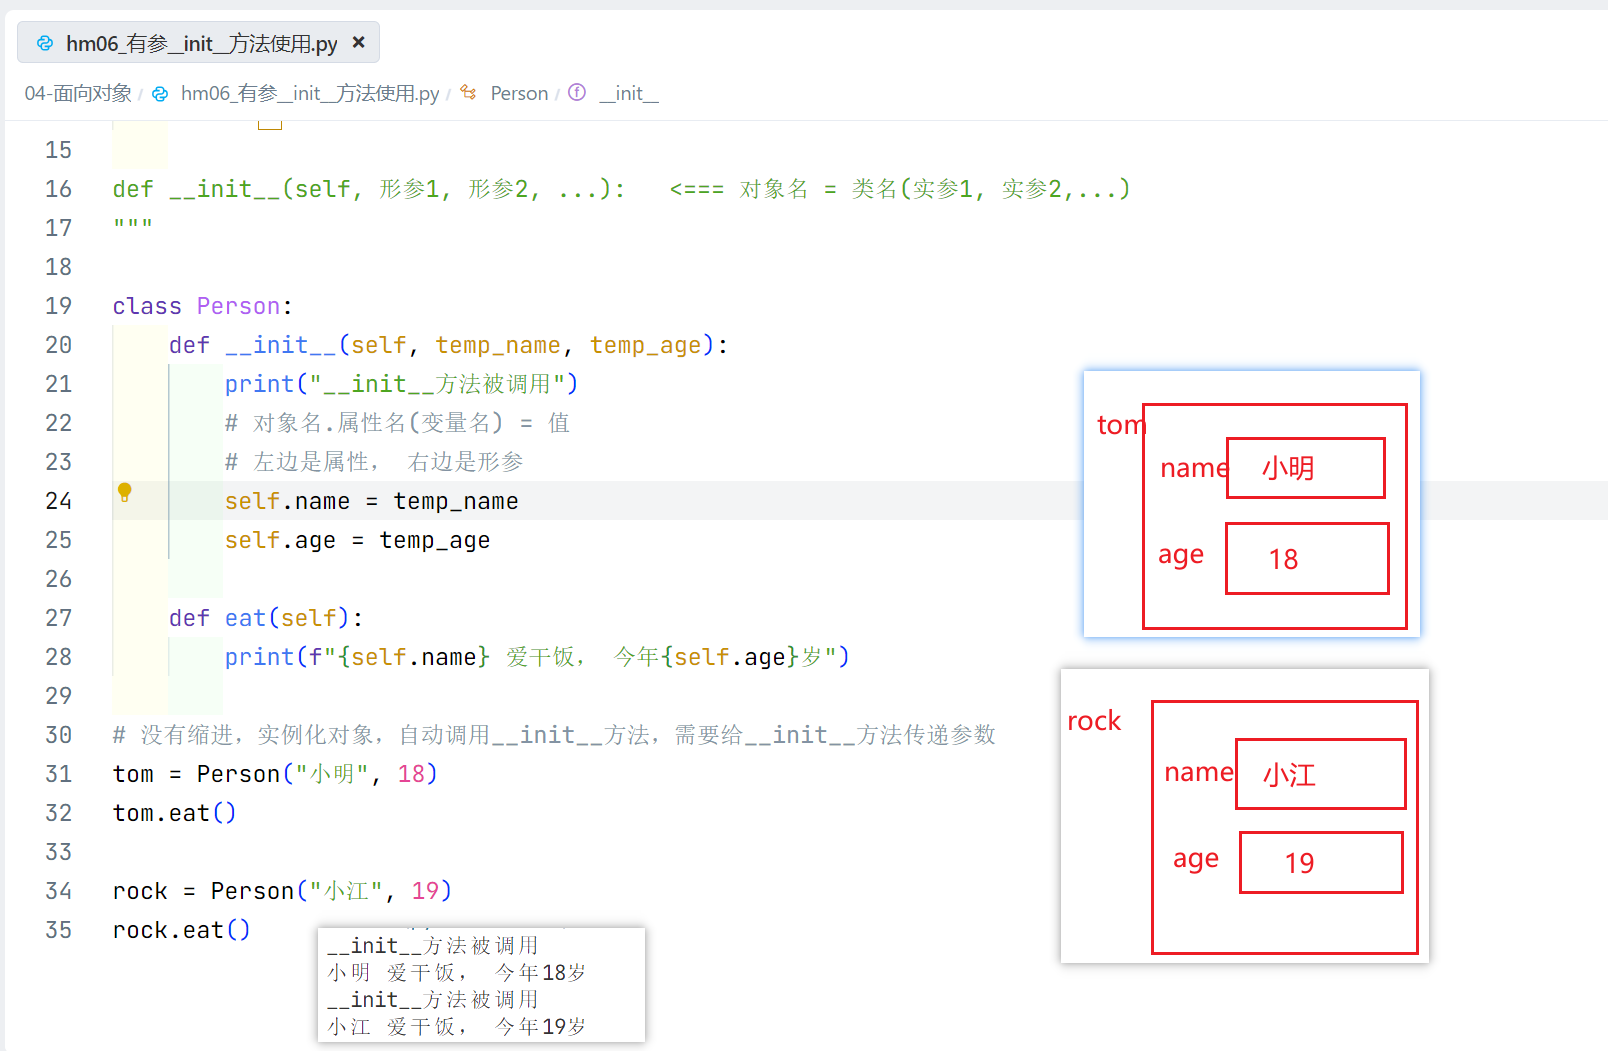 hm06_有参__init__方法使用.py ×
04-面向对象 / hm06_有参__init__方法使用.py / Person / f __init__
15
16 def __init__(self, 形参1, 形参2, ...): <=== 对象名 = 类名(实参1, 实参2,...)
17 """
18
19 class Person:
20 def __init__(self, temp_name, temp_age):
21 print("__init__方法被调用")
22 # 对象名.属性名(变量名) = 值
23 # 左边是属性， 右边是形参
24 self.name = temp_name
25 self.age = temp_age
26
27 def eat(self):
28 print(f"{self.name} 爱干饭， 今年{self.age}岁")
29
30 # 没有缩进，实例化对象，自动调用__init__方法，需要给__init__方法传递参数
31 tom = Person("小明", 18)
32 tom.eat()
33
34 rock = Person("小江", 19)
35 rock.eat()
__init__方法被调用
小明 爱干饭， 今年18岁
__init__方法被调用
小江 爱干饭， 今年19岁
tom
name 小明
age 18
rock
name 小江
age 19